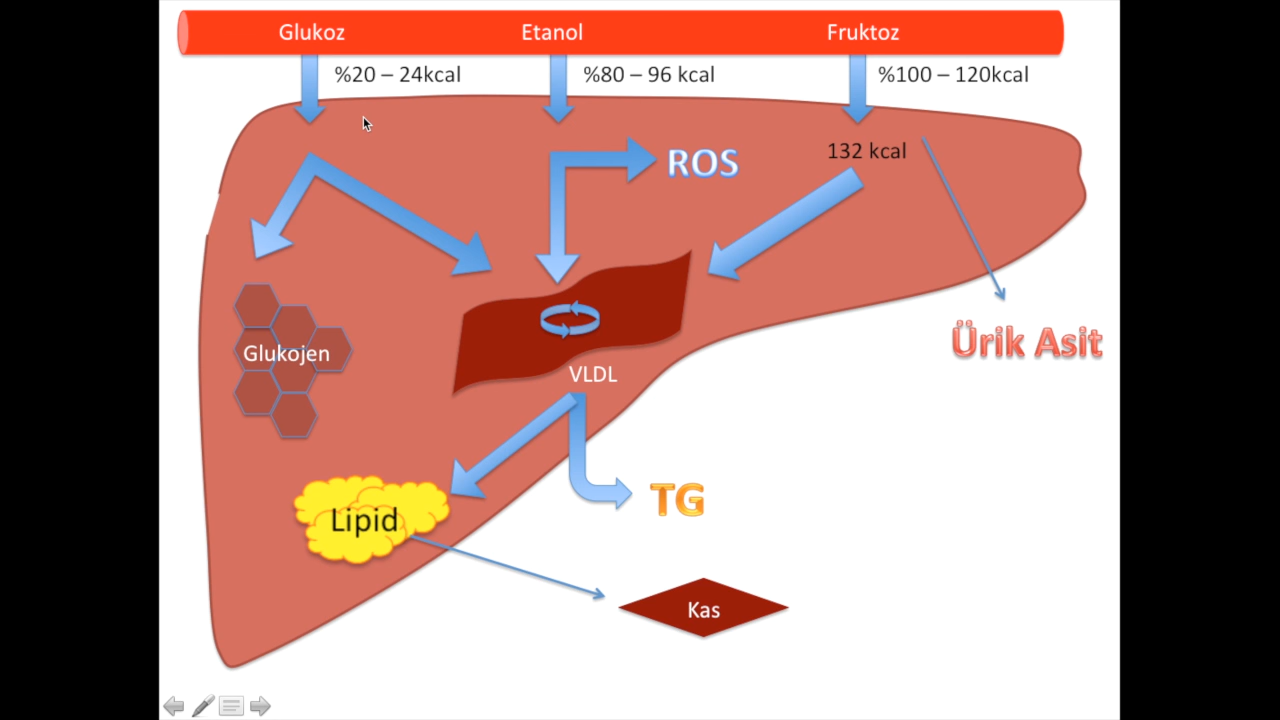 Glukoz
Etanol
Fruktoz
%20 – 24kcal
%80 – 96 kcal
%100 – 120kcal
132 kcal
ROS
Ürik Asit
Glukojen
VLDL
TG
Lipid
Kas